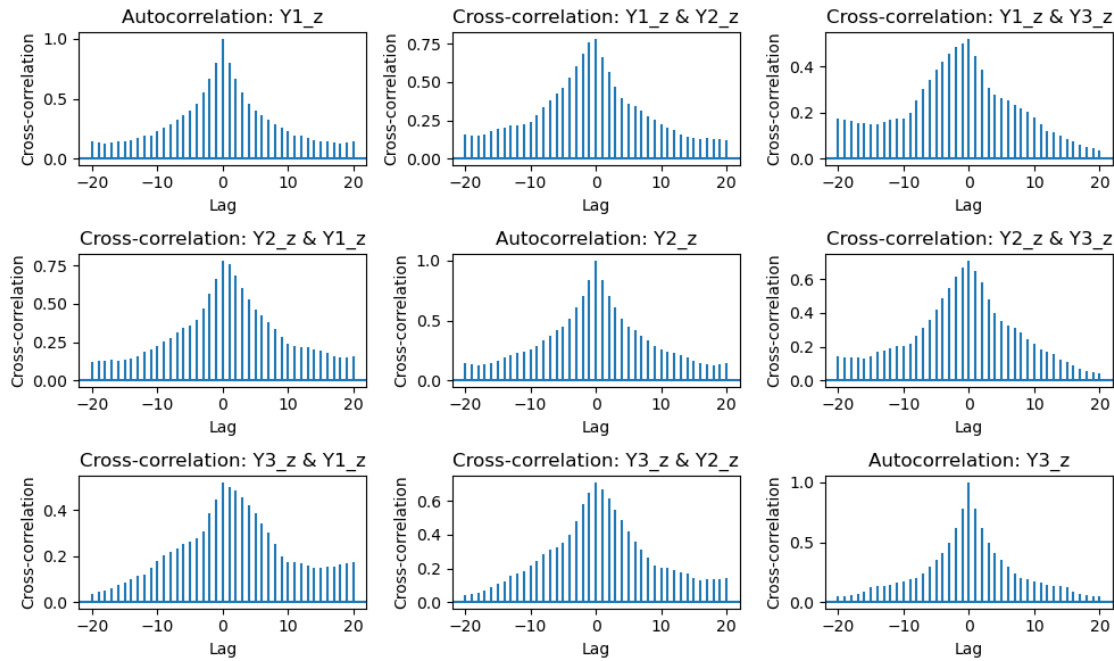 Autocorrelation: Y1_z
Cross-correlation
1.0
0.5
0.0
−20 −10 0 10 20
Lag
Cross-correlation: Y1_z & Y2_z
Cross-correlation
0.75
0.50
0.25
0.00
−20 −10 0 10 20
Lag
Cross-correlation: Y1_z & Y3_z
Cross-correlation
0.4
0.2
0.0
−20 −10 0 10 20
Lag
Cross-correlation: Y2_z & Y1_z
Cross-correlation
0.75
0.50
0.25
0.00
−20 −10 0 10 20
Lag
Autocorrelation: Y2_z
Cross-correlation
1.0
0.5
0.0
−20 −10 0 10 20
Lag
Cross-correlation: Y2_z & Y3_z
Cross-correlation
0.6
0.4
0.2
0.0
−20 −10 0 10 20
Lag
Cross-correlation: Y3_z & Y1_z
Cross-correlation
0.4
0.2
0.0
−20 −10 0 10 20
Lag
Cross-correlation: Y3_z & Y2_z
Cross-correlation
0.6
0.4
0.2
0.0
−20 −10 0 10 20
Lag
Autocorrelation: Y3_z
Cross-correlation
1.0
0.5
0.0
−20 −10 0 10 20
Lag